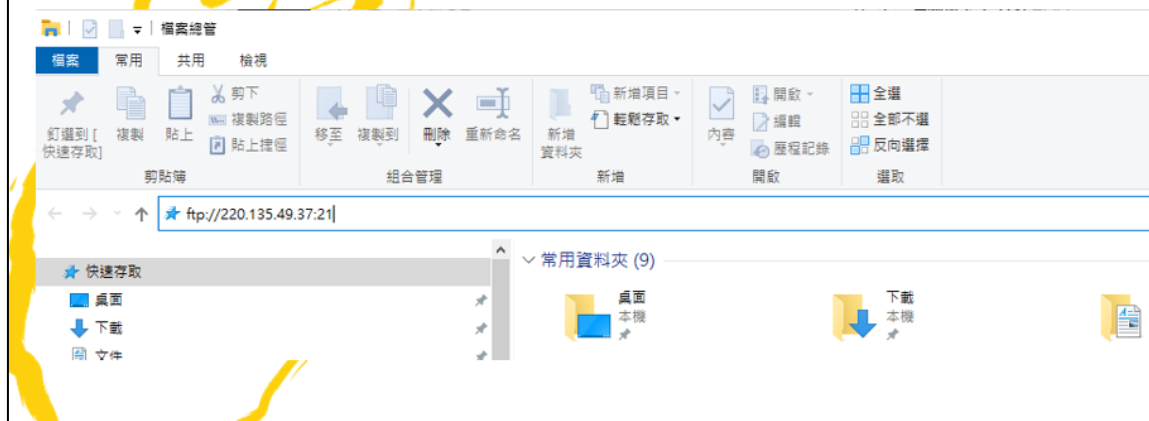 檔案總管
檔案 常用 共用 檢視
釘選到 [快速存取]
複製
貼上
剪下
複製路徑
貼上捷徑
剪貼簿
移至
複製到
刪除
重新命名
組合管理
新增資料夾
新增項目
輕鬆存取
新增
內容
開啟
編輯
歷程記錄
開啟
全選
全部不選
反向選擇
選取
ftp://220.135.49.37:21
快速存取
桌面
下載
文件
常用資料夾 (9)
桌面
本機
下載
本機